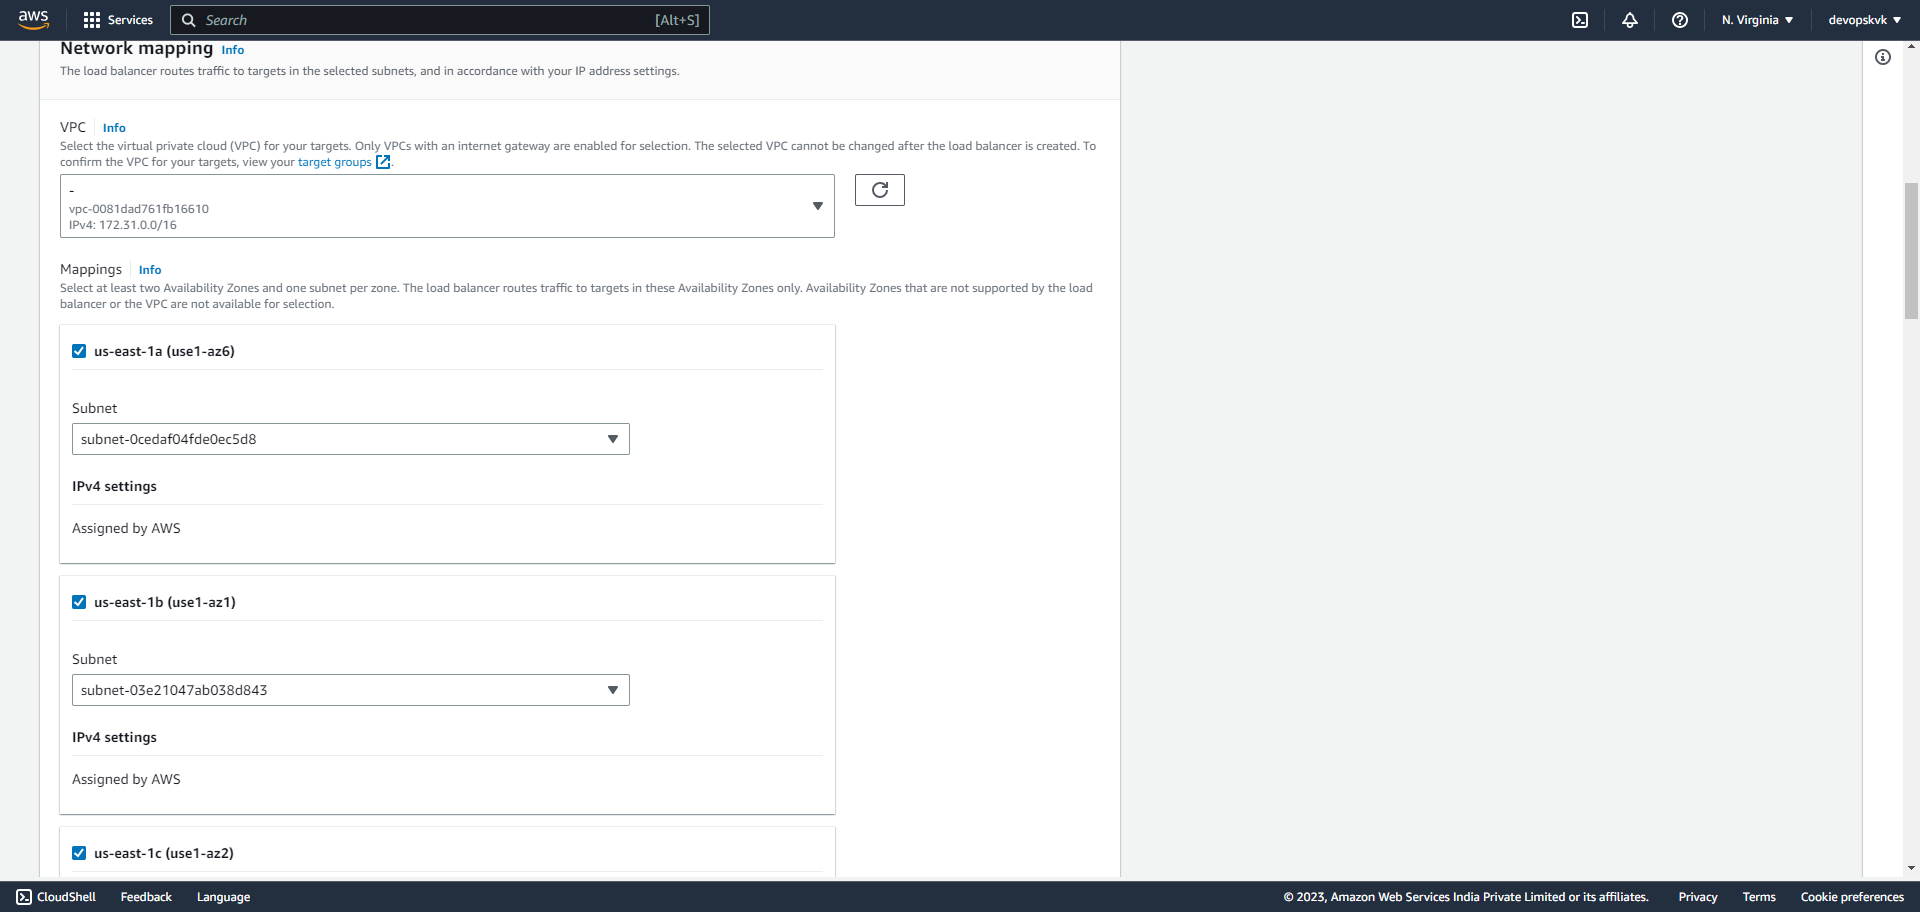 aws
Services
Search
[Alt+S]
N. Virginia
devopskvk
Network mapping Info
The load balancer routes traffic to targets in the selected subnets, and in accordance with your IP address settings.
VPC Info
Select the virtual private cloud (VPC) for your targets. Only VPCs with an internet gateway are enabled for selection. The selected VPC cannot be changed after the load balancer is created. To
confirm the VPC for your targets, view your target groups.
-
vpc-0081dad761fb16610
IPv4: 172.31.0.0/16
Mappings Info
Select at least two Availability Zones and one subnet per zone. The load balancer routes traffic to targets in these Availability Zones only. Availability Zones that are not supported by the load
balancer or the VPC are not available for selection.
us-east-1a (use1-az6)
Subnet
subnet-0cedaf04fde0ec5d8
IPv4 settings
Assigned by AWS
us-east-1b (use1-az1)
Subnet
subnet-03e21047ab038d843
IPv4 settings
Assigned by AWS
us-east-1c (use1-az2)
CloudShell
Feedback
Language
© 2023, Amazon Web Services India Private Limited or its affiliates.
Privacy
Terms
Cookie preferences